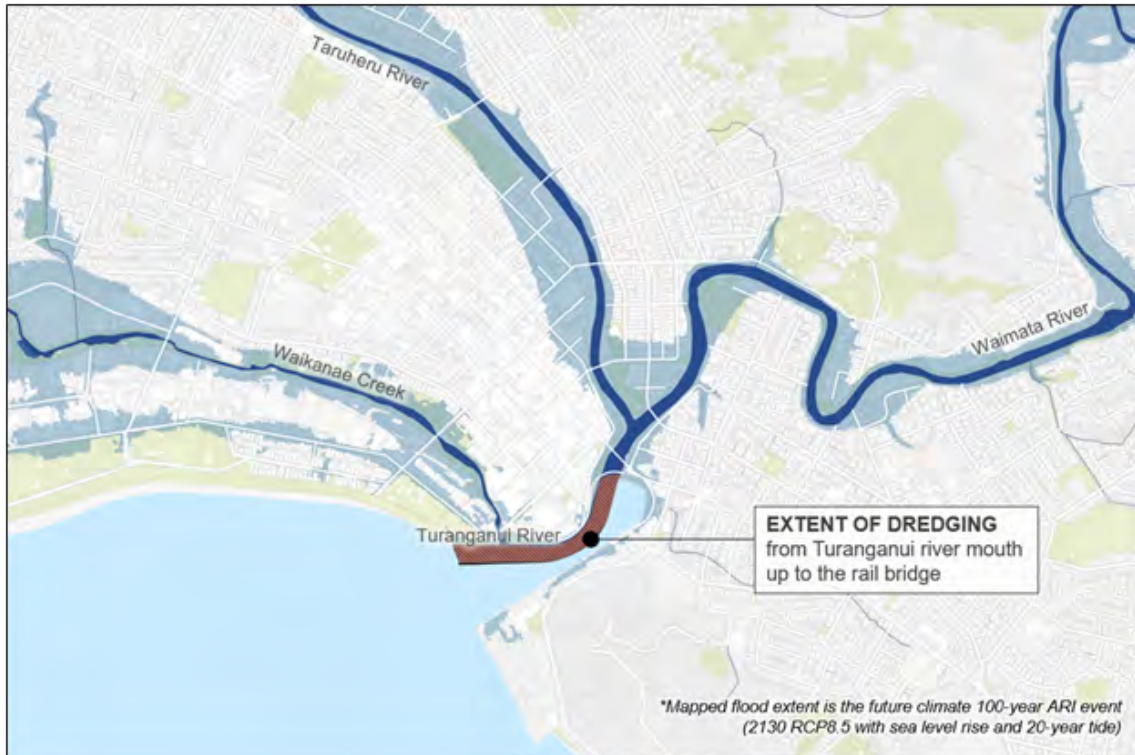 Taruheru River
Waimata River
Waikanae Creek
Turanganui River
EXTENT OF DREDGING
from Turanganui river mouth
up to the rail bridge
*Mapped flood extent is the future climate 100-year ARI event
(2130 RCP8.5 with sea level rise and 20-year tide)